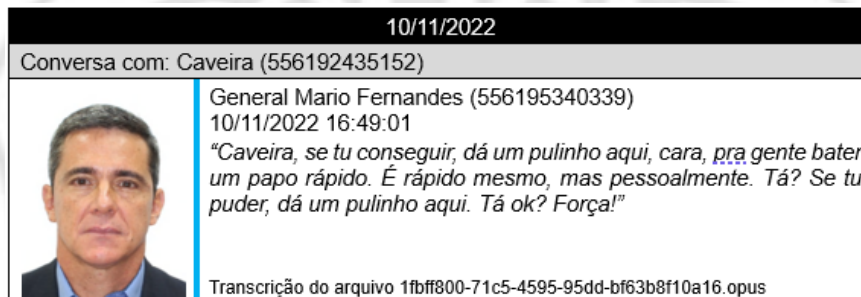 10/11/2022
Conversa com: Caveira (556192435152)
General Mario Fernandes (556195340339)
10/11/2022 16:49:01
“Caveira, se tu conseguir, dá um pulinho aqui, cara, pra gente bater
um papo rápido. É rápido mesmo, mas pessoalmente. Tá? Se tu
puder, dá um pulinho aqui. Tá ok? Força!”
Transcrição do arquivo 1fbff800-71c5-4595-95dd-bf63b8f10a16.opus